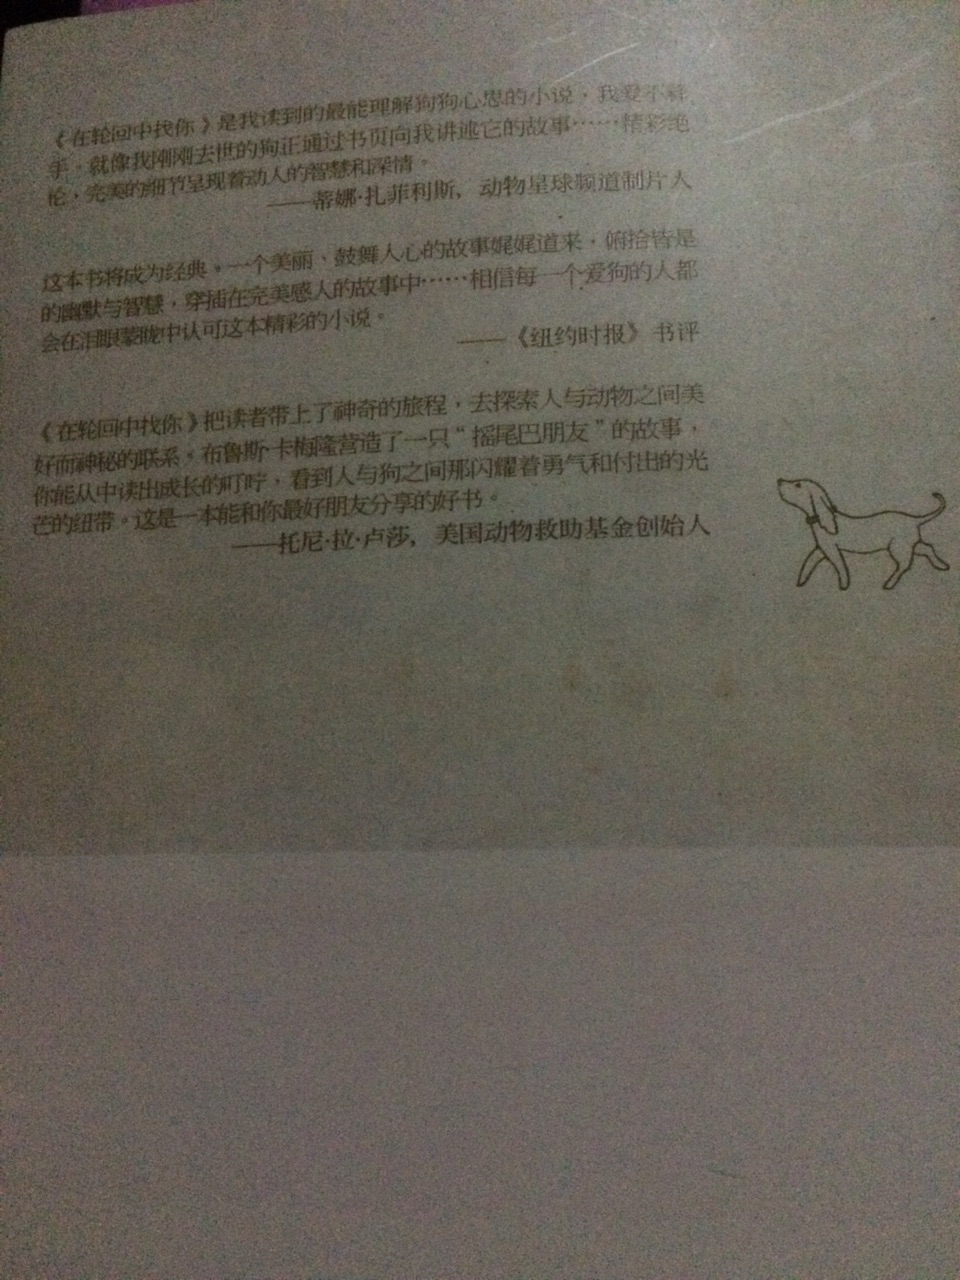 《在轮回中找你》是我读到的最能理解狗狗心思的小说，我爱不释
手。就像我刚刚去世的狗正通过书页向我讲述它的故事……精彩绝
伦，完美的细节呈现着动人的智慧和深情。
——蒂娜·扎菲利斯，动物星球频道制片人
这本书将成为经典。一个美丽、鼓舞人心的故事娓娓道来，俯拾皆是
的幽默与智慧，穿插在完美感人的故事中……相信每一个爱狗的人都
会在泪眼蒙眬中认可这本精彩的小说。
——《纽约时报》书评
《在轮回中找你》把读者带上了神奇的旅程，去探索人与动物之间美
好而神秘的联系。布鲁斯·卡梅隆营造了一只“摇尾巴朋友”的故事，
你能从中读出成长的叮咛，看到人与狗之间那闪耀着勇气和付出的光
芒的纽带。这是一本能和你最好朋友分享的好书。
——托尼·拉·卢莎，美国动物救助基金创始人